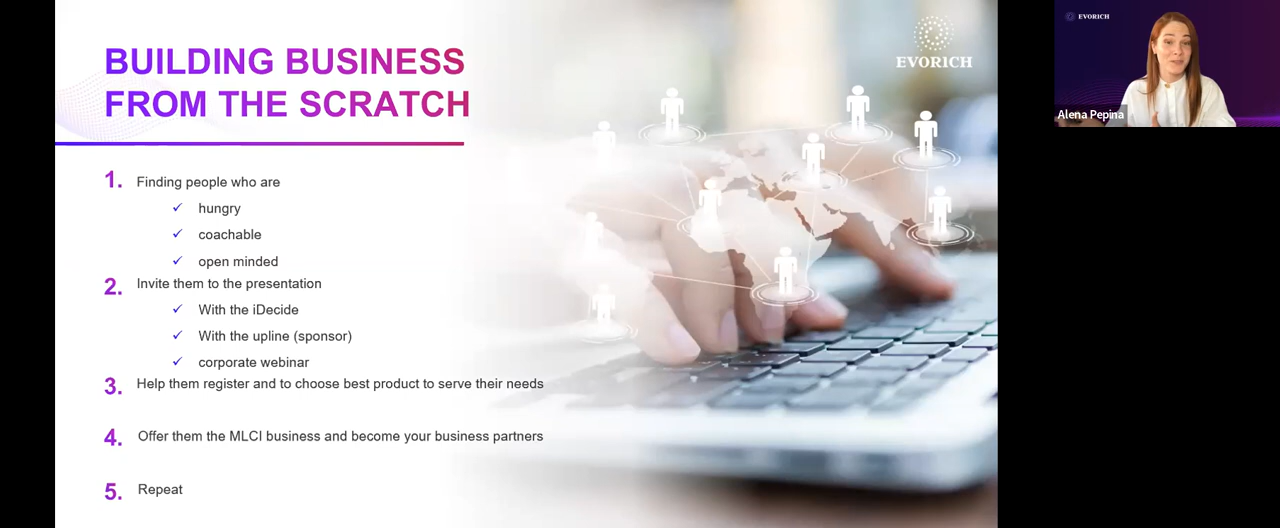 BUILDING BUSINESS
FROM THE SCRATCH
EVORICH
EVORICH
Alena Pepina
1. Finding people who are
✓ hungry
✓ coachable
✓ open minded
2. Invite them to the presentation
✓ With the iDecide
✓ With the upline (sponsor)
✓ corporate webinar
3. Help them register and to choose best product to serve their needs
4. Offer them the MLCI business and become your business partners
5. Repeat